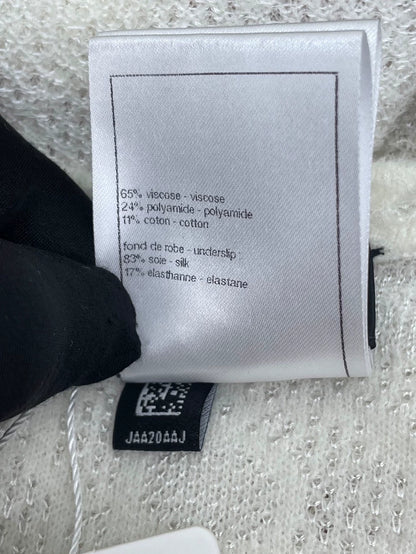 65% viscose - viscose
24% polyamide - polyamide
11% coton - cotton
fond de robe - underslip :
83% soie - silk
17% elasthanne - elastane
JAA20AAJ